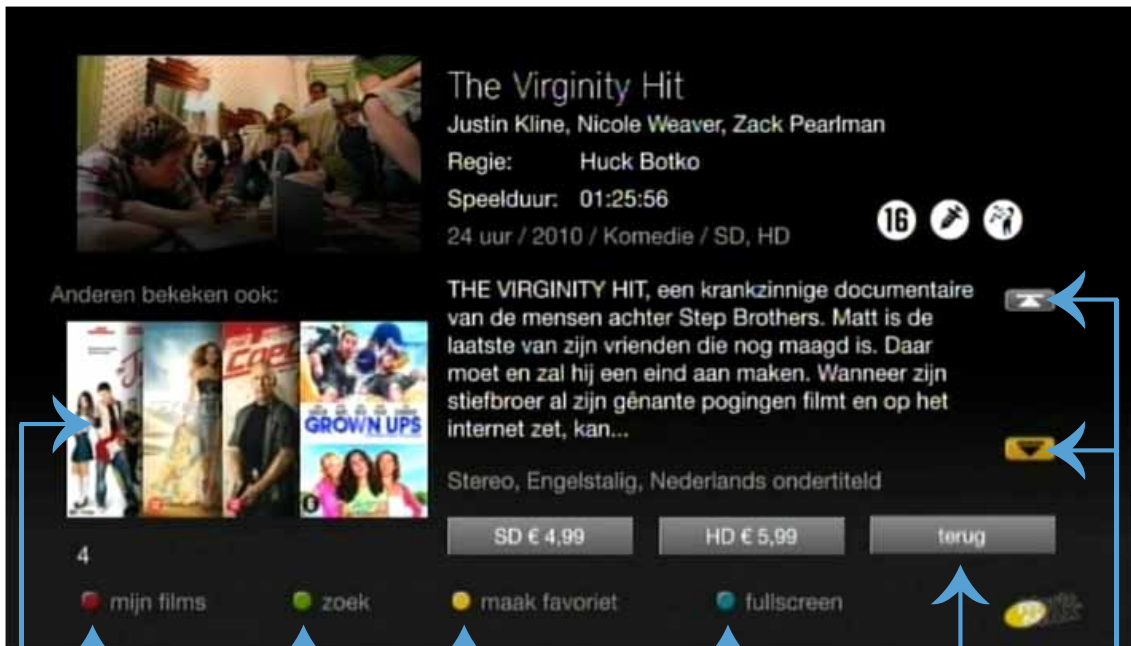 The Virginity Hit
Justin Kline, Nicole Weaver, Zack Pearlman
Regie: Huck Botko
Speelduur: 01:25:56
24 uur / 2010 / Komedie / SD, HD
16
Anderen bekeken ook:
THE VIRGINITY HIT, een krankzinnige documentaire
van de mensen achter Step Brothers. Matt is de
laatste van zijn vrienden die nog maagd is. Daar
moet en zal hij een eind aan maken. Wanneer zijn
stiefbroer al zijn gênante pogingen filmt en op het
internet zet, kan...
GROWN UPS
Stereo, Engelstalig, Nederlands ondertiteld
SD € 4,99
HD € 5,99
terug
4
mijn films
zoek
maak favoriet
fullscreen